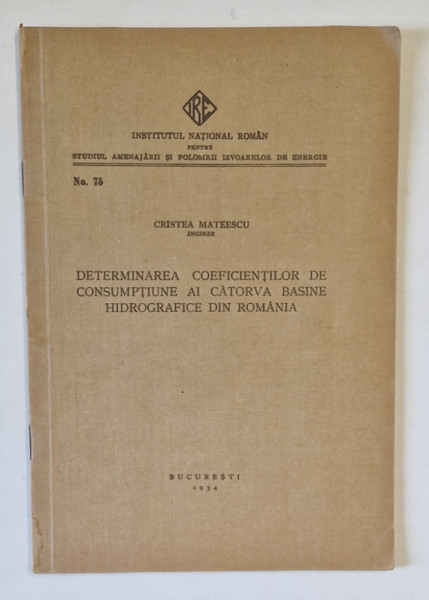 IRE
INSTITUTUL NAȚIONAL ROMÂN
PENTRU
STUDIUL AMENAJĂRII ȘI FOLOSIRII IZVOARELOR DE ENERGIE
No. 75
CRISTEA MATEESCU
INGINER
DETERMINAREA COEFICIENȚILOR DE
CONSUMPȚIUNE AI CÂTORVA BASINE
HIDROGRAFICE DIN ROMÂNIA
BUCUREȘTI
1934